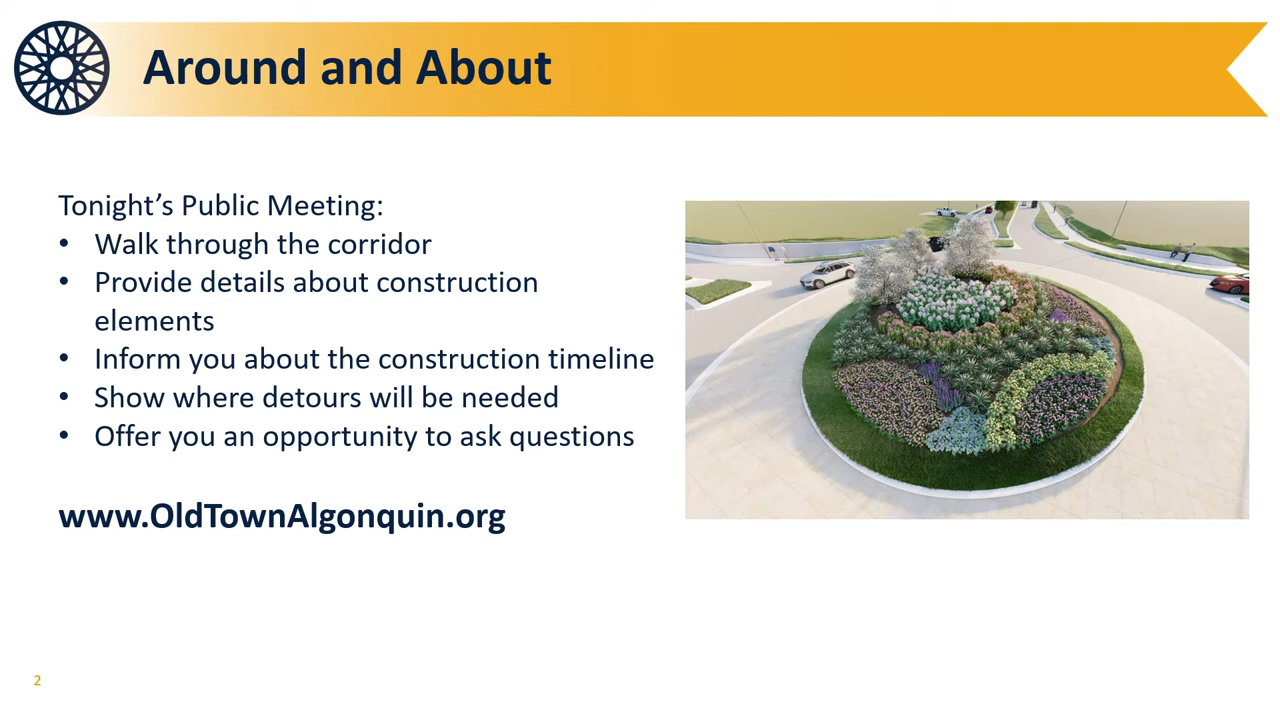 Around and About
Tonight’s Public Meeting:
• Walk through the corridor
• Provide details about construction
elements
• Inform you about the construction timeline
• Show where detours will be needed
• Offer you an opportunity to ask questions
www.OldTownAlgonquin.org
2